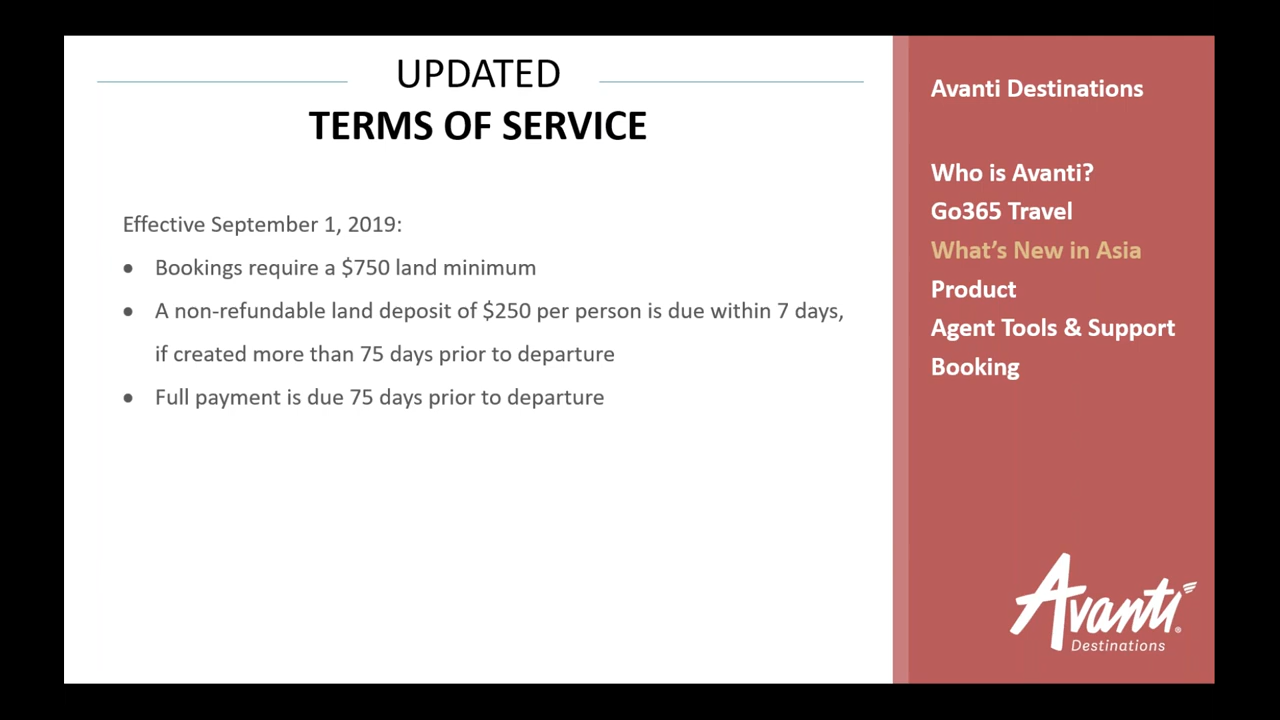 UPDATED
TERMS OF SERVICE
Effective September 1, 2019:
● Bookings require a $750 land minimum
● A non-refundable land deposit of $250 per person is due within 7 days,
if created more than 75 days prior to departure
● Full payment is due 75 days prior to departure
Avanti Destinations
Who is Avanti?
Go365 Travel
What's New in Asia
Product
Agent Tools & Support
Booking
Avanti®
Destinations